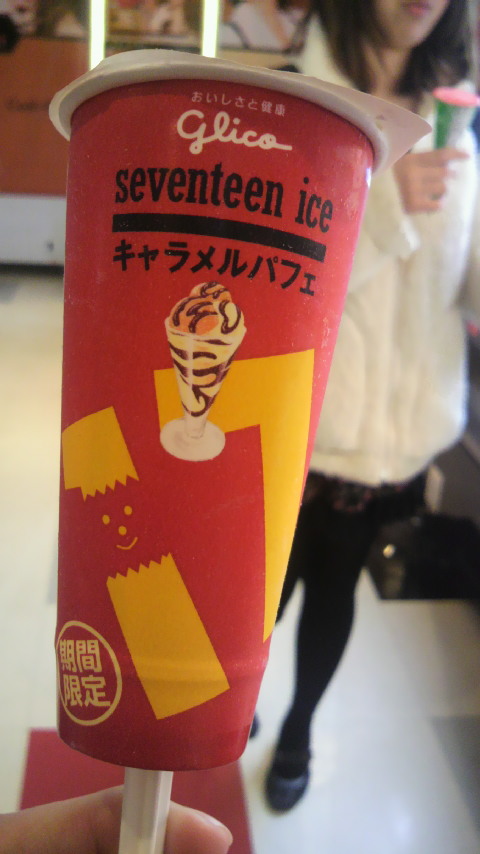 おいしさと健康
Glico
seventeen ice
キャラメルパフェ
期間
限定